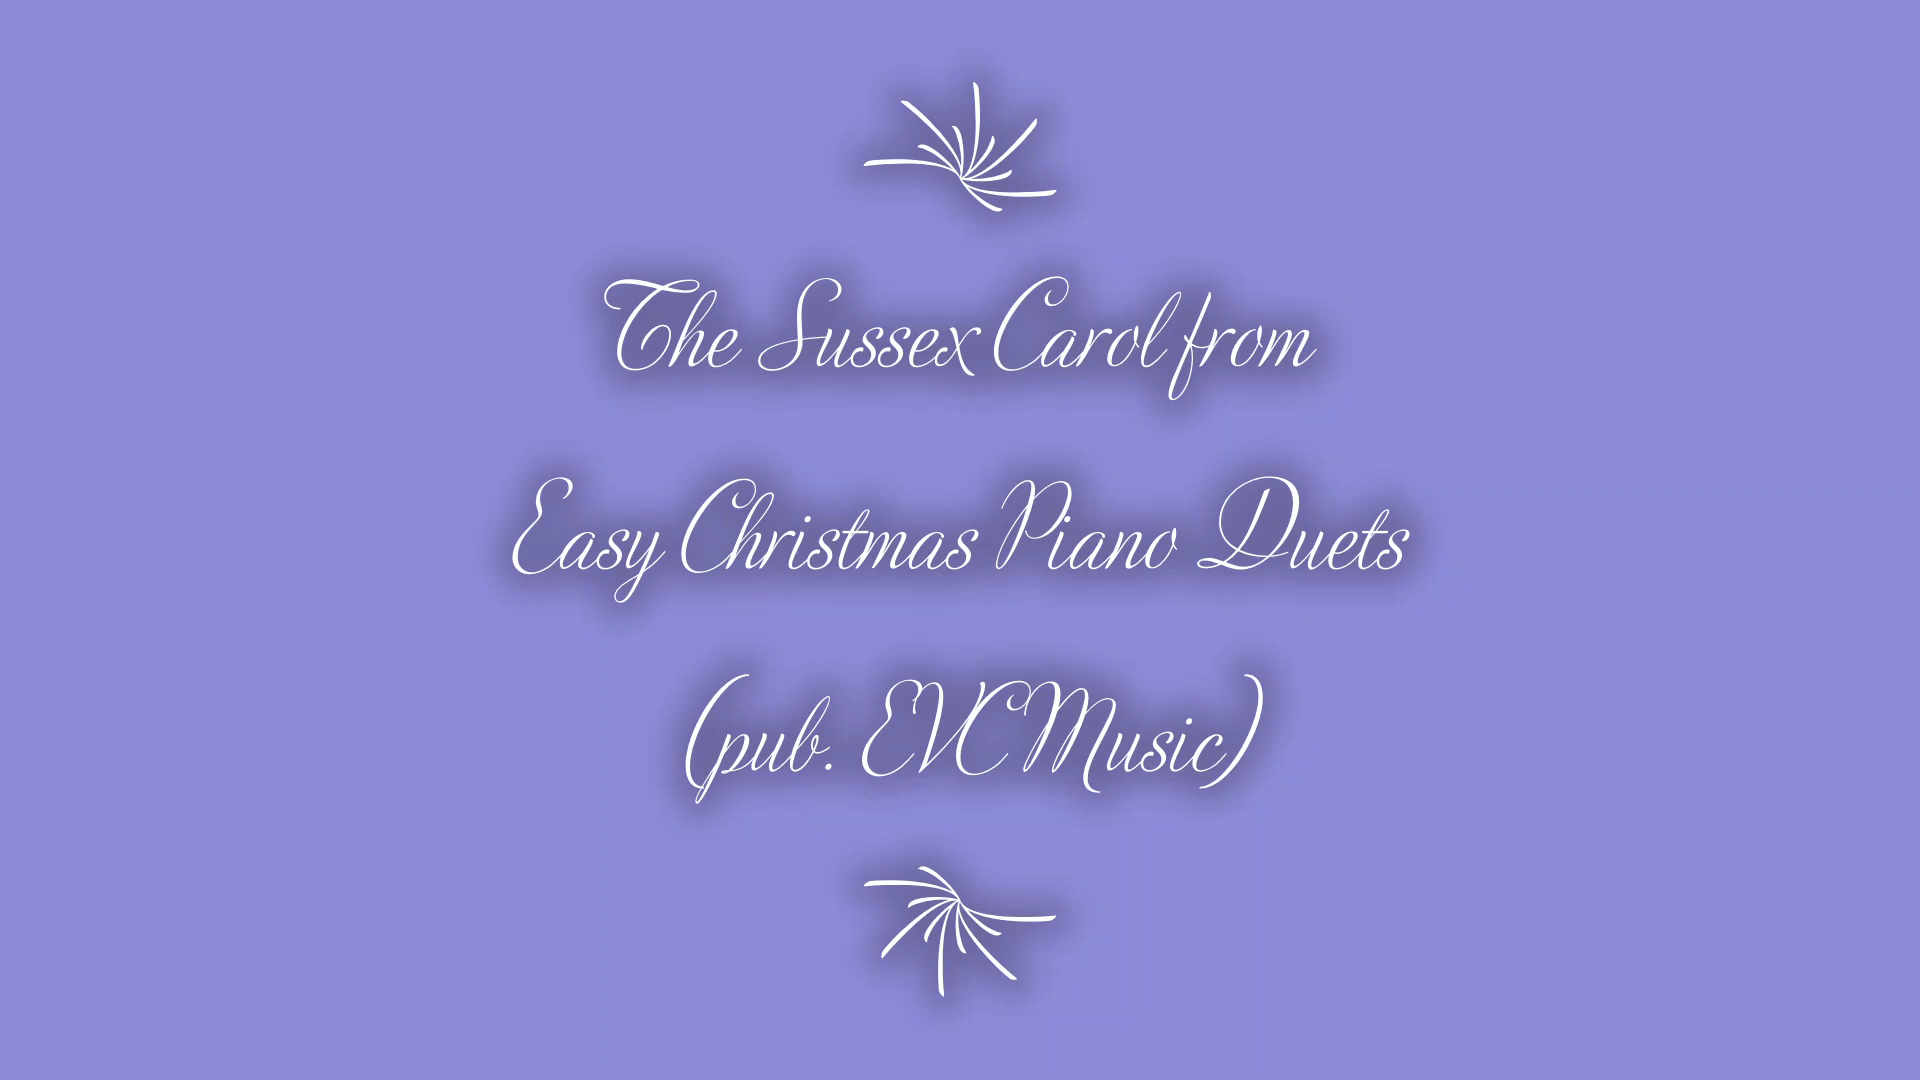 The Sussex Carol from
Easy Christmas Piano Duets
(pub. EVC Music)